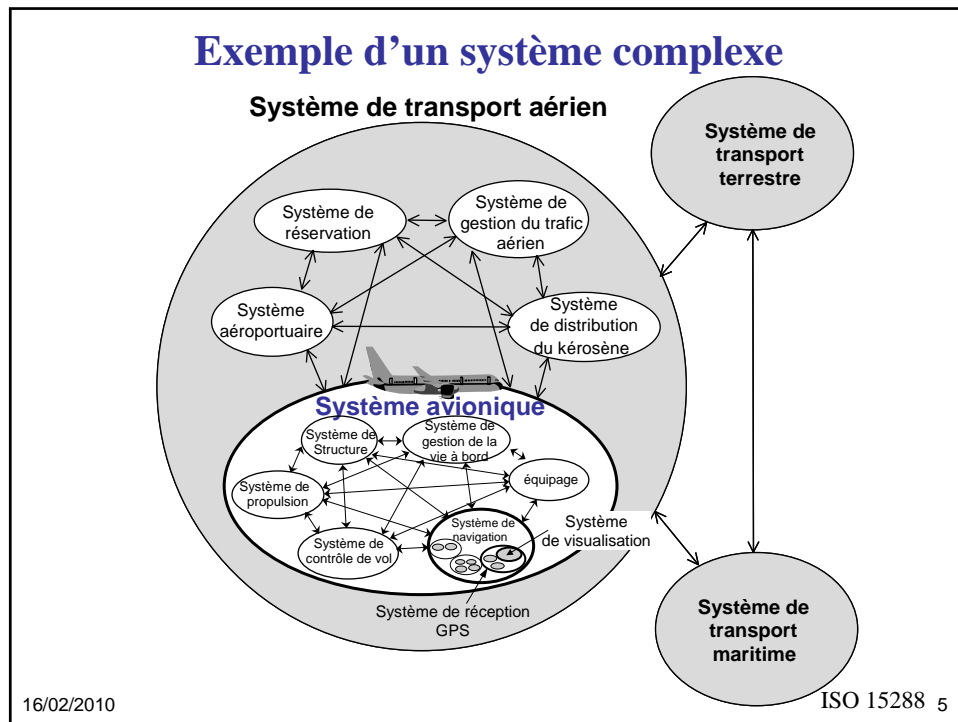 Exemple d'un système complexe
Système de transport aérien
Système de
transport
terrestre
Système de
réservation
Système de
gestion du trafic
aérien
Système
aéroportuaire
Système
de distribution
du kérosène
Système avionique
Système de
Structure
Système de
gestion de la
vie à bord
Système de
propulsion
équipage
Système de
contrôle de vol
Système de
navigation
Système
de visualisation
Système de réception
GPS
Système de
transport
maritime
16/02/2010
ISO 15288 5